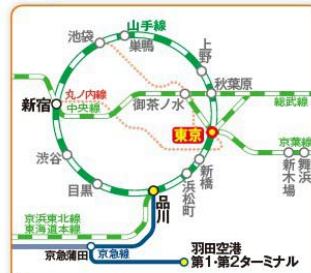 山手線
池袋
巣鴨
上野
新宿
丸ノ内線
中央線
御茶ノ水
秋葉原
総武線
東京
京葉線
渋谷
新橋
新木場
舞浜
浜松町
目黒
品川
京浜東北線
東海道本線
京急蒲田
京急線
羽田空港
第1・第2ターミナル